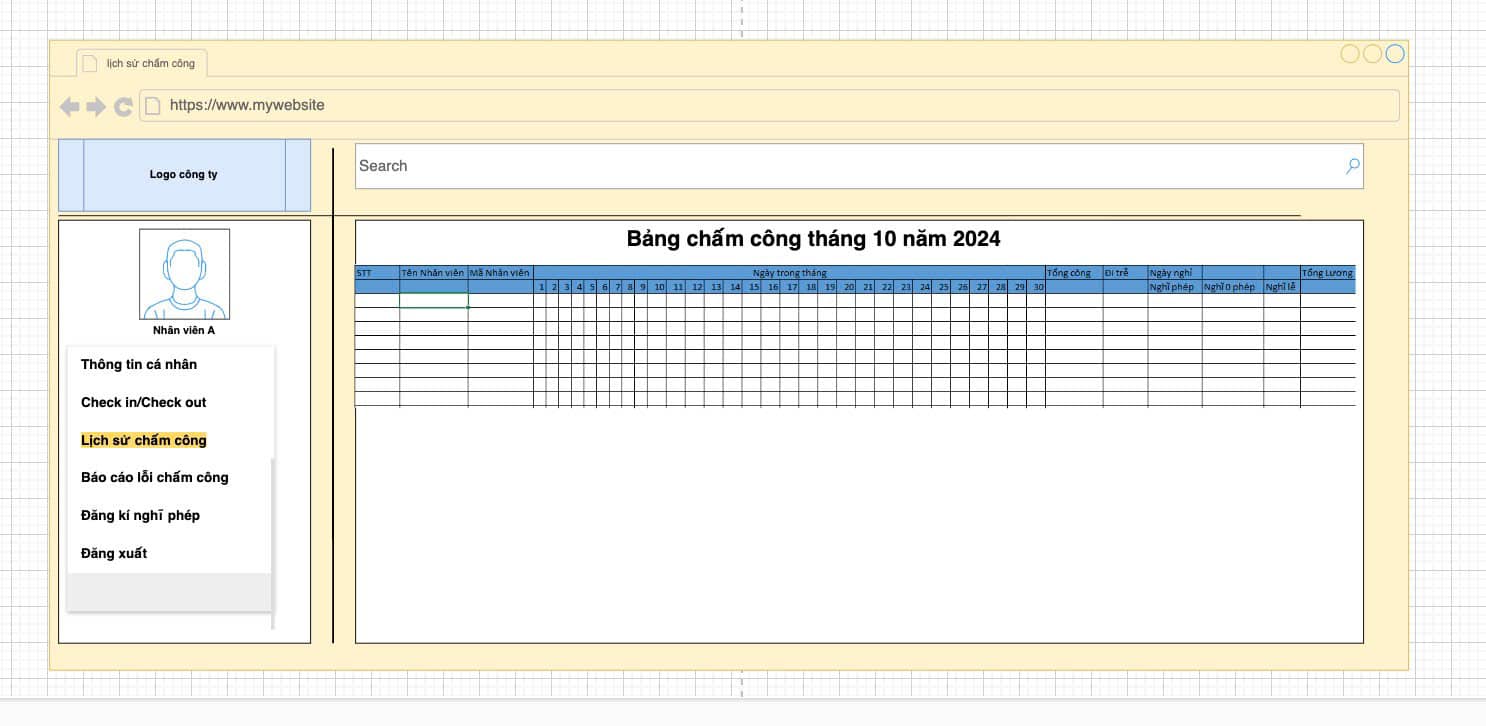 lịch sử chấm công
https://www.mywebsite
Logo công ty
Search
Nhân viên A
Thông tin cá nhân
Check in/Check out
Lịch sử chấm công
Báo cáo lỗi chấm công
Đăng kí nghĩ phép
Đăng xuất
Bảng chấm công tháng 10 năm 2024
STT Tên Nhân viên Mã Nhân viên Ngày trong tháng Tổng công Đi trễ Ngày nghỉ Tổng Lương
1 2 3 4 5 6 7 8 9 10 11 12 13 14 15 16 17 18 19 20 21 22 23 24 25 26 27 28 29 30 Nghĩ phép Nghĩ 0 phép Nghĩ lễ